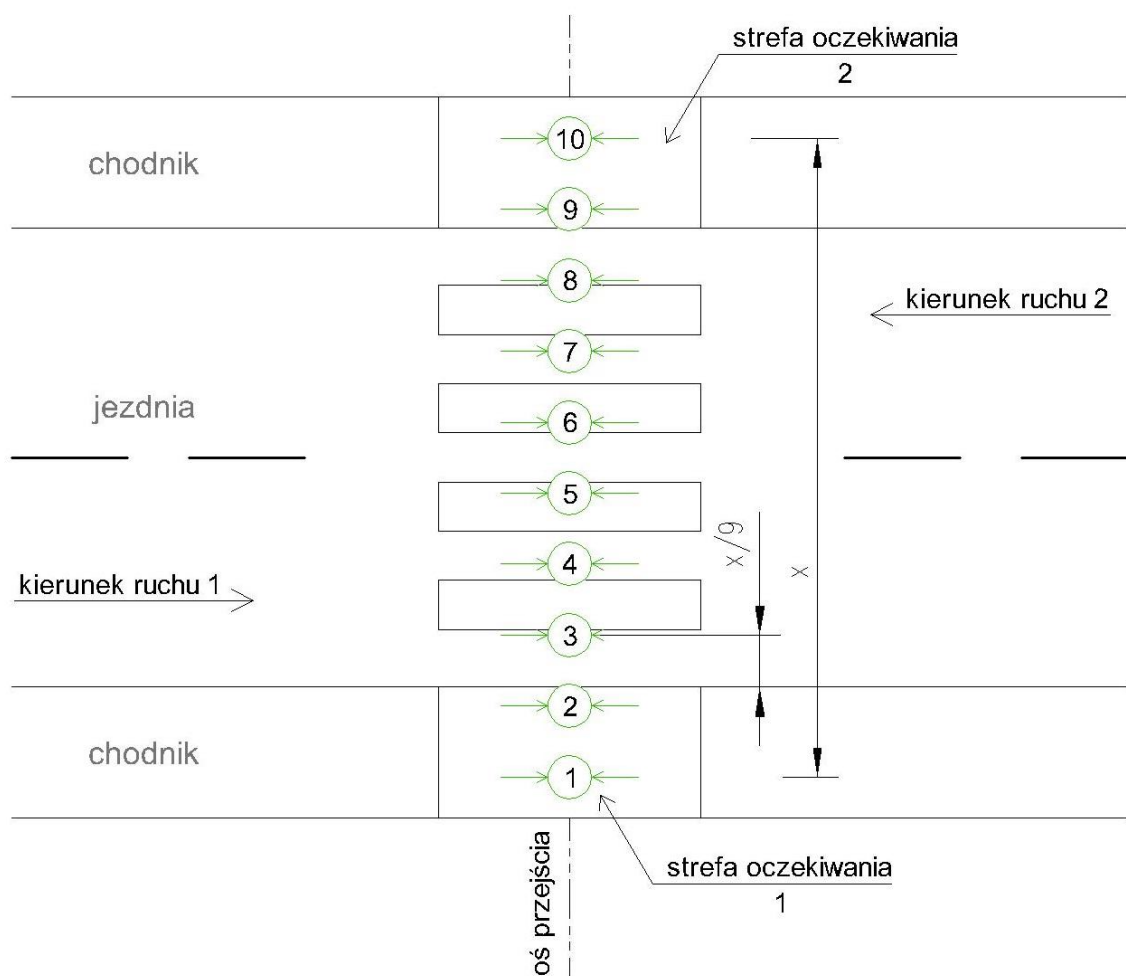 strefa oczekiwania
2
10
chodnik
9
8
kierunek ruchu 2
7
jezdnia
6
5
x/9
x
4
kierunek ruchu 1
3
2
chodnik
1
oś przejścia
strefa oczekiwania
1